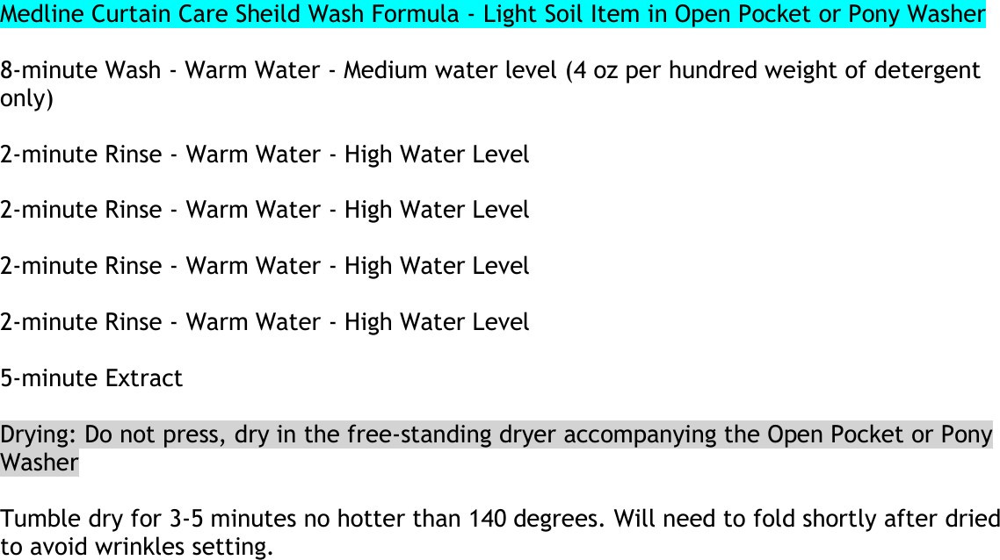 Medline Curtain Care Sheild Wash Formula - Light Soil Item in Open Pocket or Pony Washer
8-minute Wash - Warm Water - Medium water level (4 oz per hundred weight of detergent
only)
2-minute Rinse - Warm Water - High Water Level
2-minute Rinse - Warm Water - High Water Level
2-minute Rinse - Warm Water - High Water Level
2-minute Rinse - Warm Water - High Water Level
5-minute Extract
Drying: Do not press, dry in the free-standing dryer accompanying the Open Pocket or Pony
Washer
Tumble dry for 3-5 minutes no hotter than 140 degrees. Will need to fold shortly after dried
to avoid wrinkles setting.